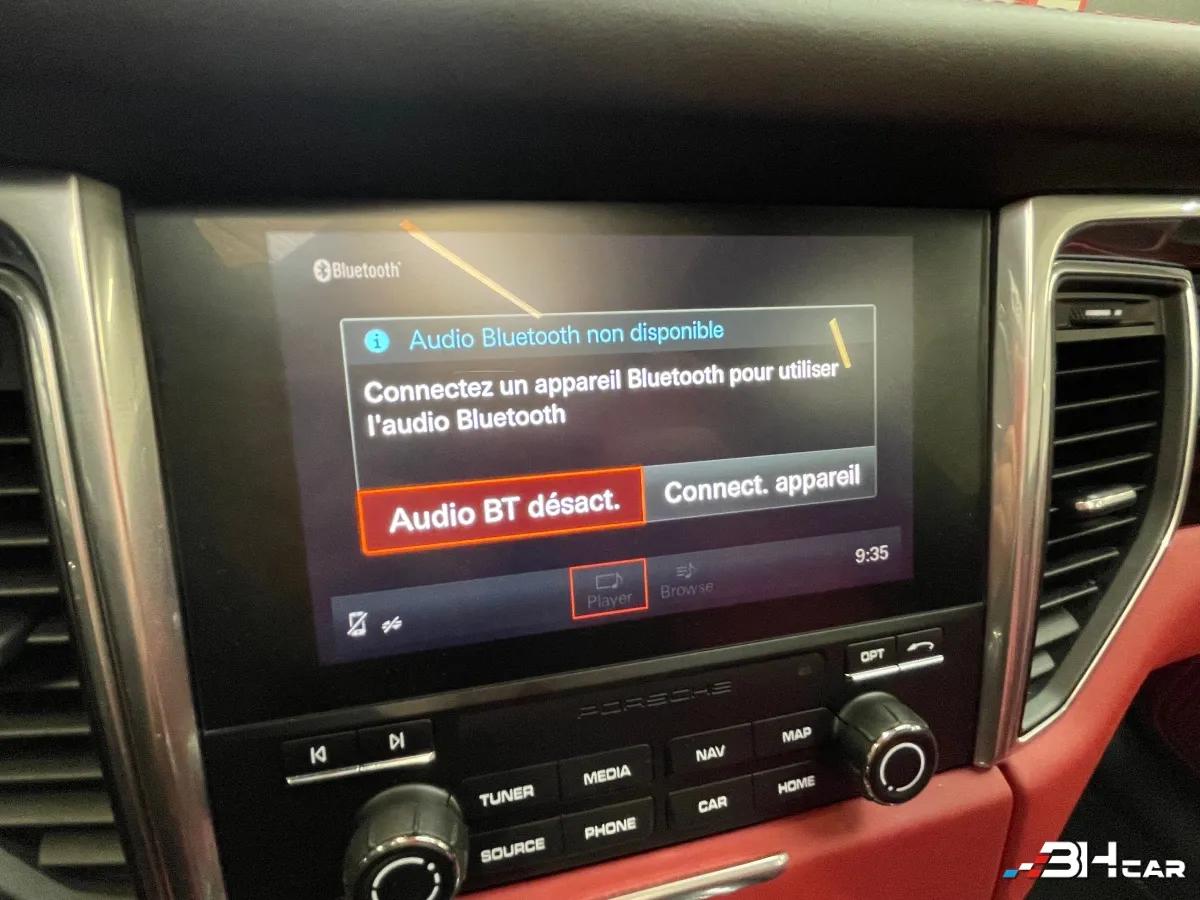 Bluetooth
Audio Bluetooth non disponible
Connectez un appareil Bluetooth pour utiliser
l'audio Bluetooth
Audio BT désact.
Connect. appareil
Player
Browse
9:35
OPT
PORSCHE
TUNER
MEDIA
NAV
MAP
SOURCE
PHONE
CAR
HOME
3HCAR